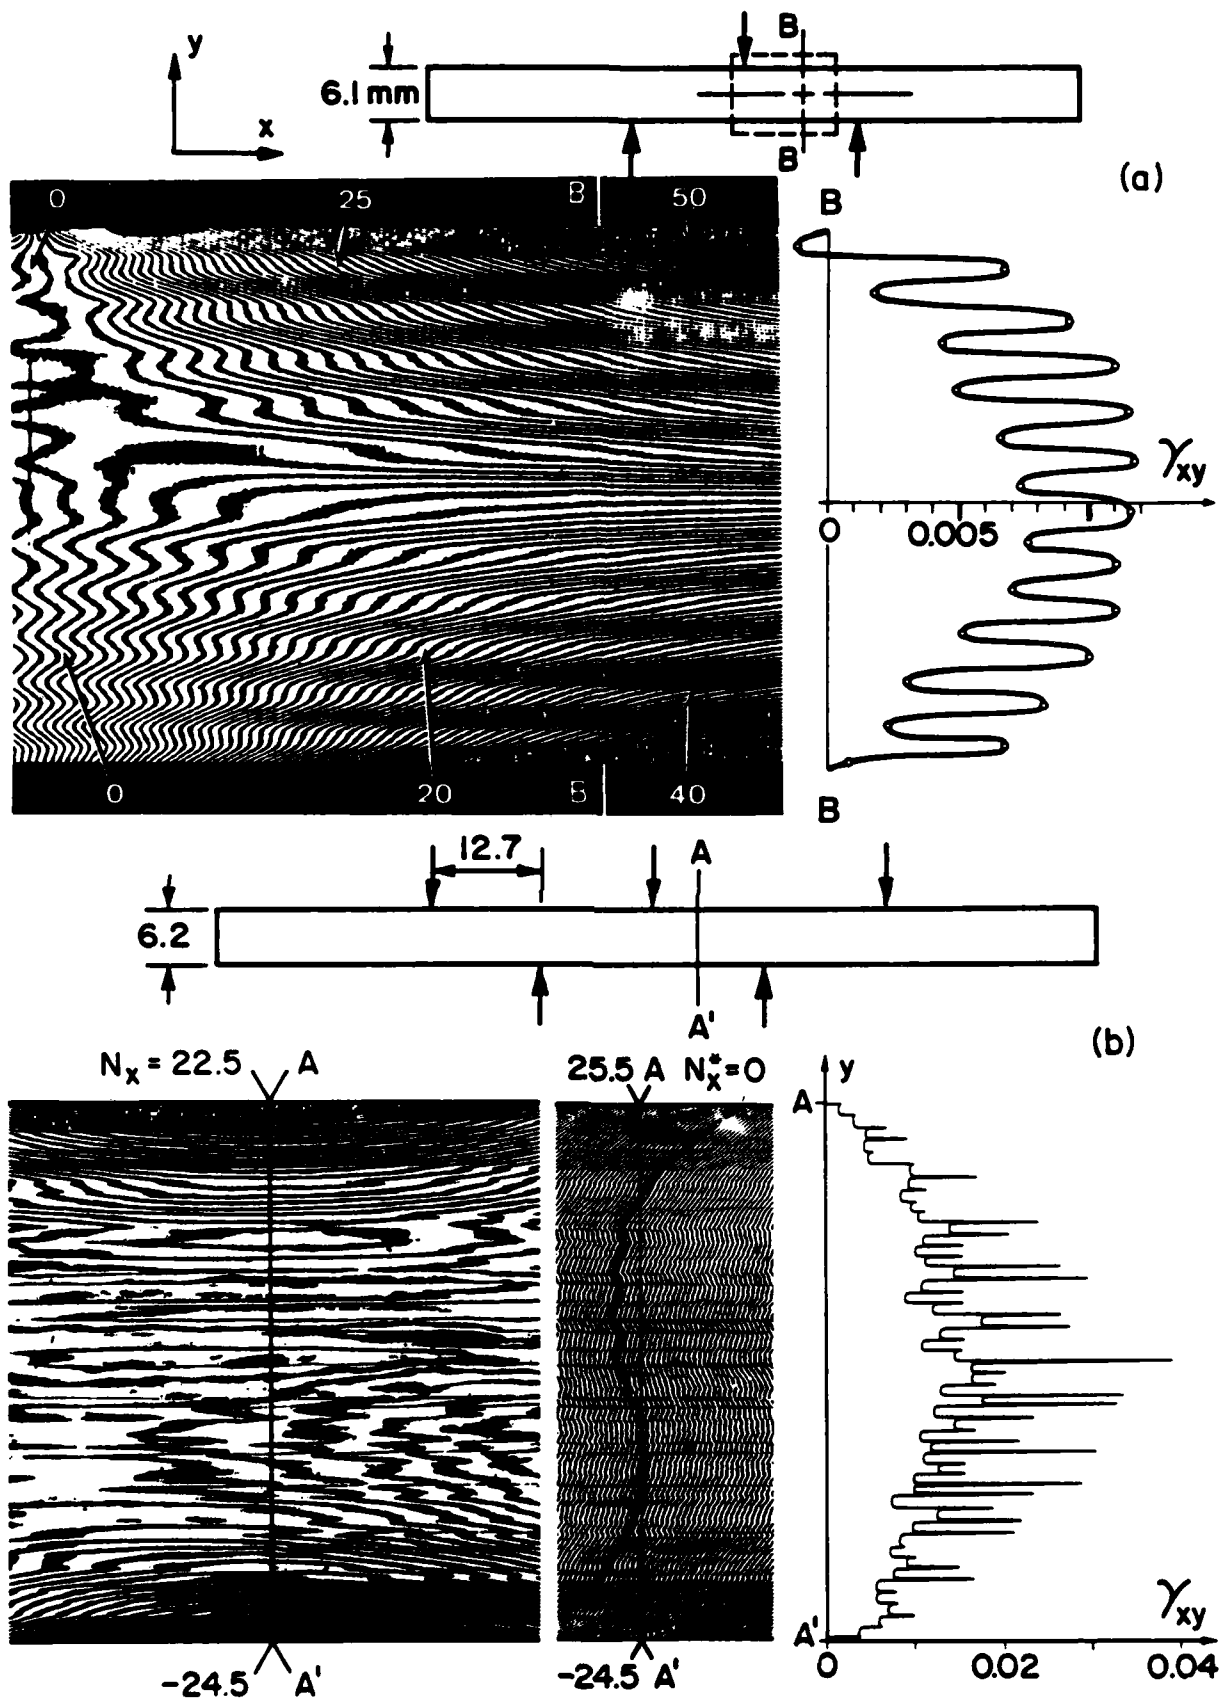 y
x
6.1 mm
B
B
(a)
0 25 B 50
B
γxy
0 0.005
0 20 B 40
B
12.7
A
6.2
A'
(b)
Nx = 22.5 A
25.5 A N*x = 0
y
A
A'
γxy
-24.5 A'
-24.5 A'
0 0.02 0.04